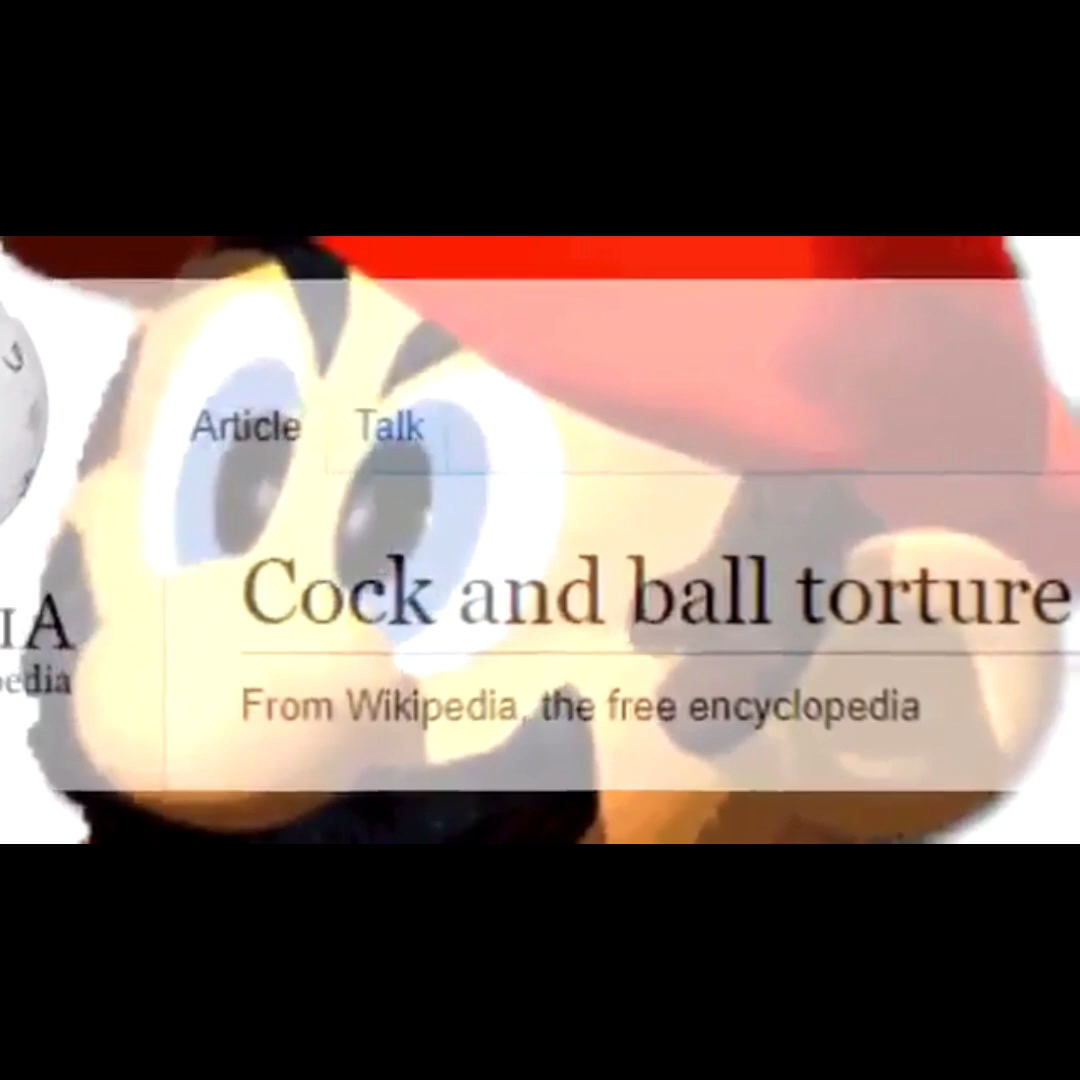 Article Talk
Cock and ball torture
IA
pedia
From Wikipedia, the free encyclopedia